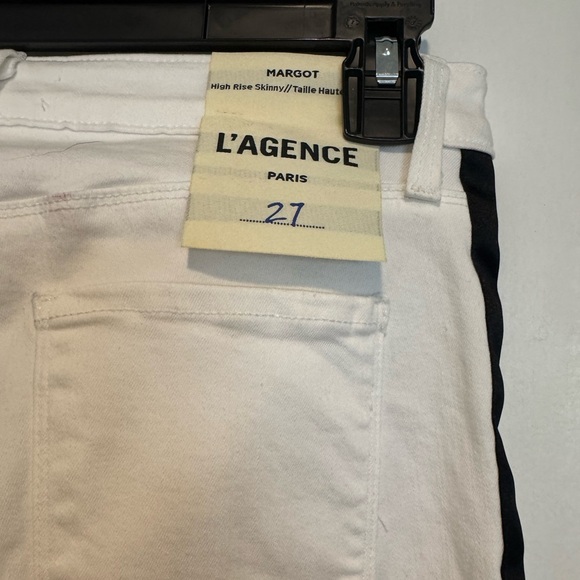 MARGOT
High Rise Skinny//Taille Haute
L'AGENCE
PARIS
27